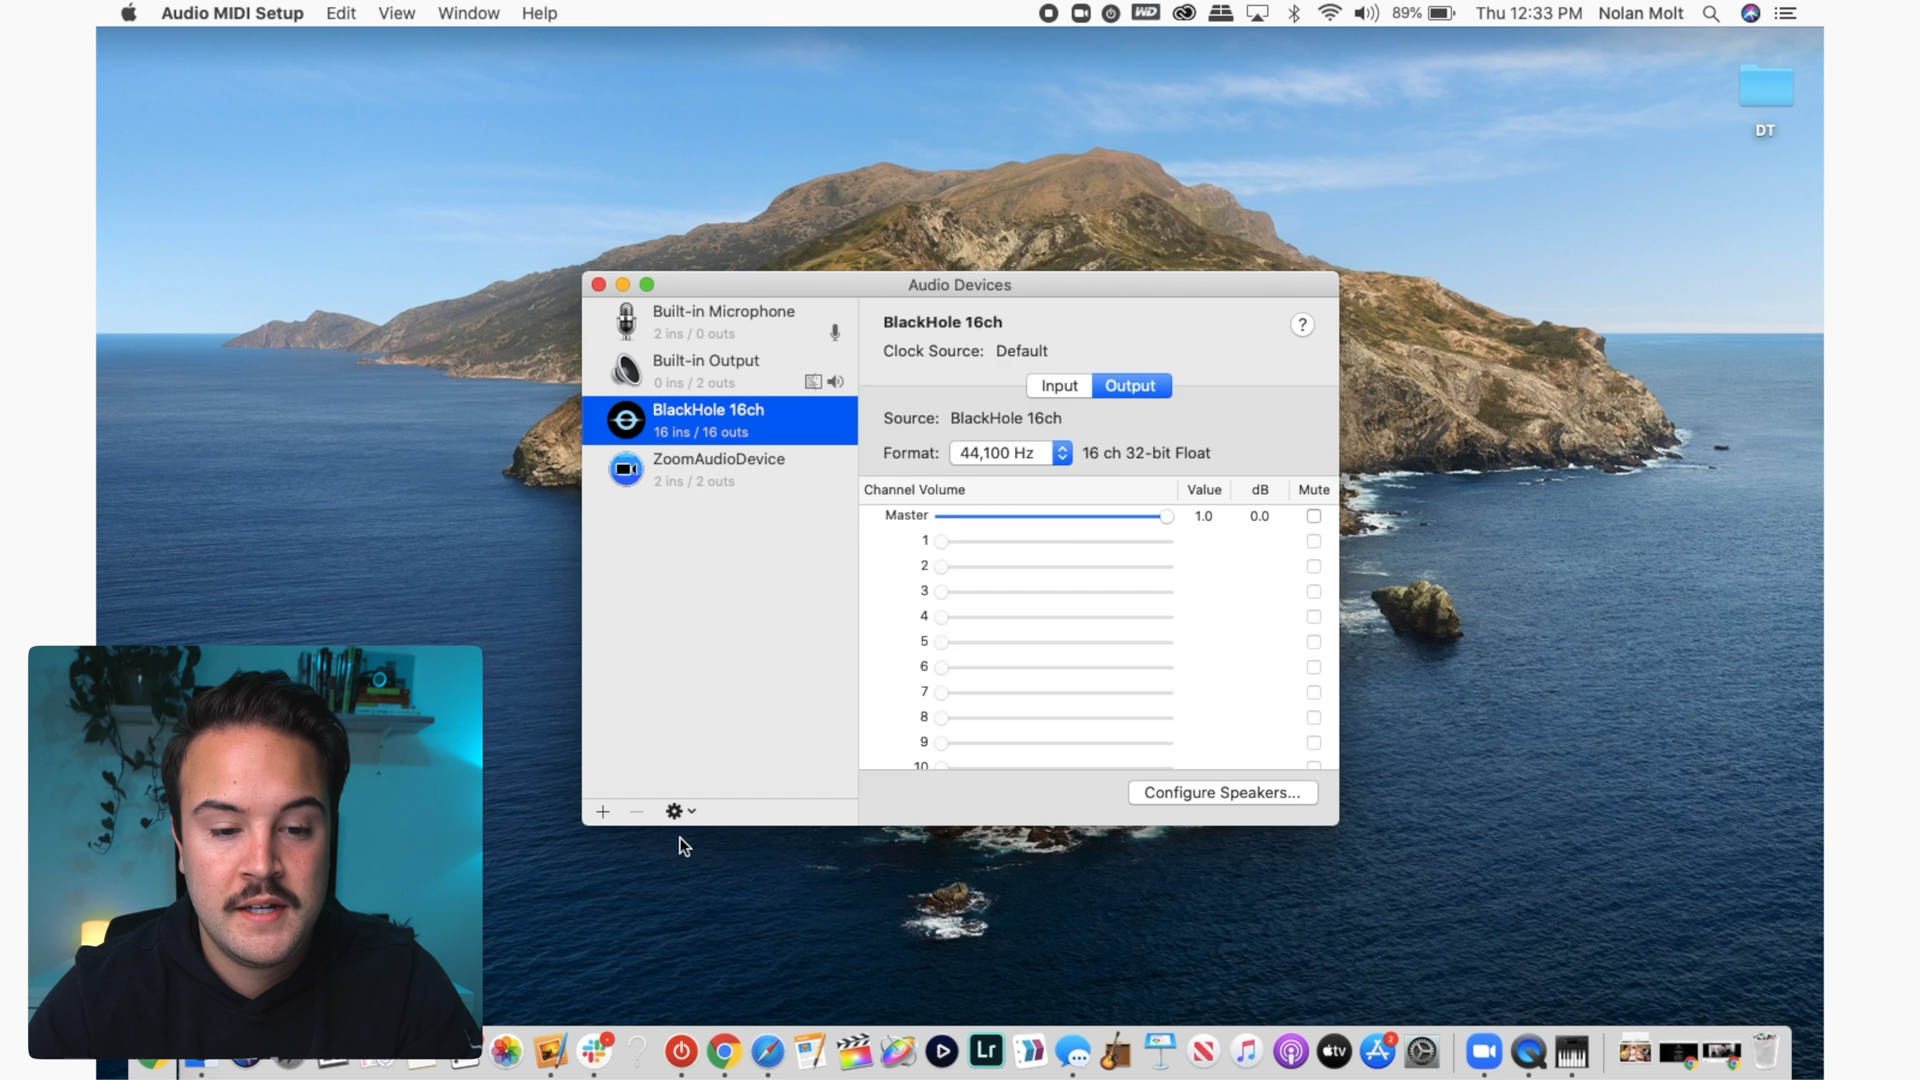 Audio MIDI Setup Edit View Window Help
WD 89% Thu 12:33 PM Nolan Molt
DT
Audio Devices
Built-in Microphone
2 ins / 0 outs
Built-in Output
0 ins / 2 outs
BlackHole 16ch
16 ins / 16 outs
ZoomAudioDevice
2 ins / 2 outs
BlackHole 16ch
?
Clock Source: Default
Input Output
Source: BlackHole 16ch
Format: 44,100 Hz 16 ch 32-bit Float
Channel Volume Value dB Mute
Master 1.0 0.0
1
2
3
4
5
6
7
8
9
10
Configure Speakers...
Lr
tv
2